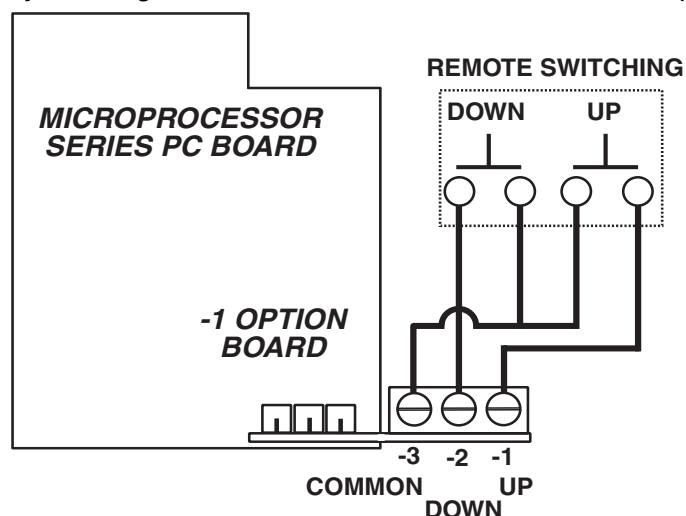 REMOTE SWITCHING
DOWN UP
MICROPROCESSOR
SERIES PC BOARD
-1 OPTION
BOARD
-3 -2 -1
COMMON UP
DOWN